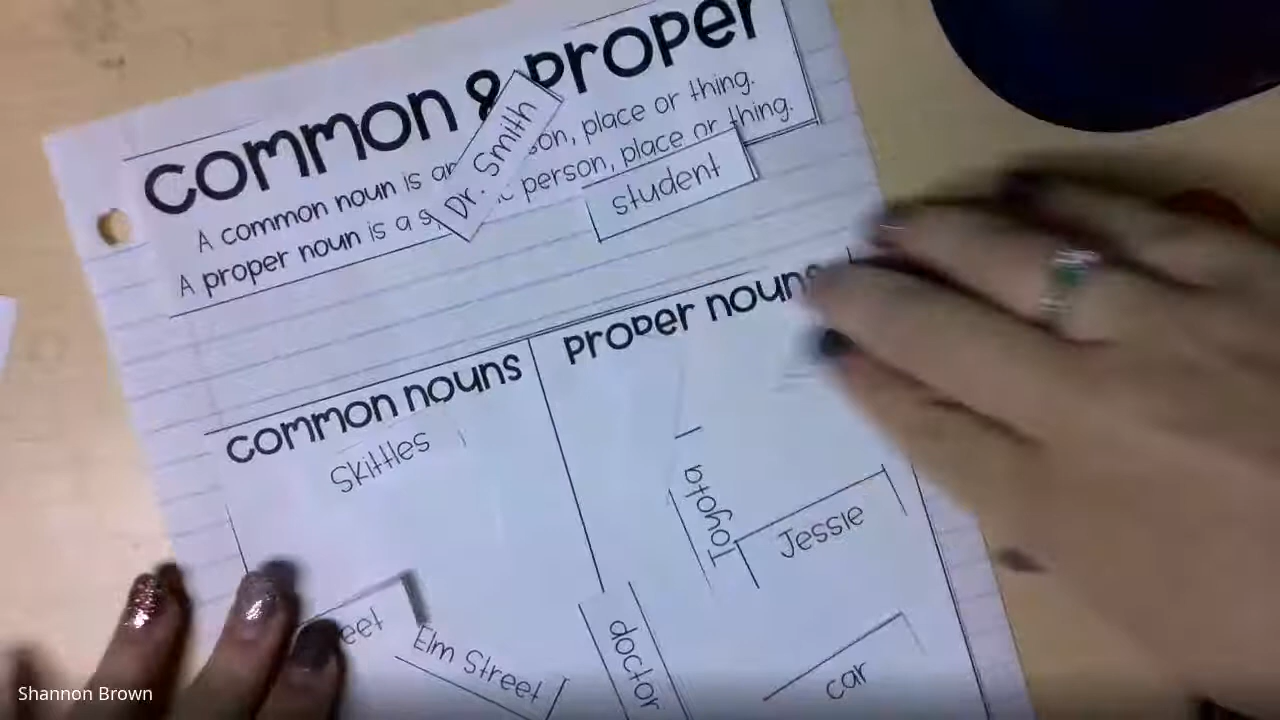 common & proper
A common noun is an son, place or thing.
A proper noun is a person, place or thing.
Dr. Smith
student
common nouns
proper nouns
Skittles
Toyota
Jessie
eet
Elm Street
doctor
car
Shannon Brown